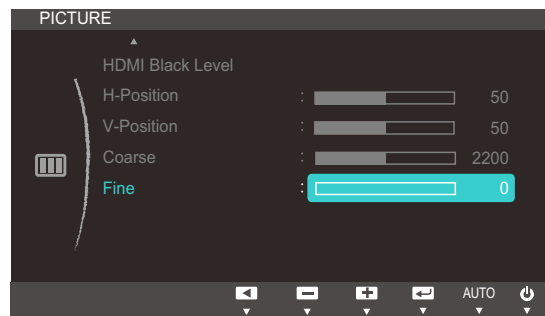 PICTURE
HDMI Black Level
H-Position : 50
V-Position : 50
Coarse : 2200
Fine : 0
AUTO